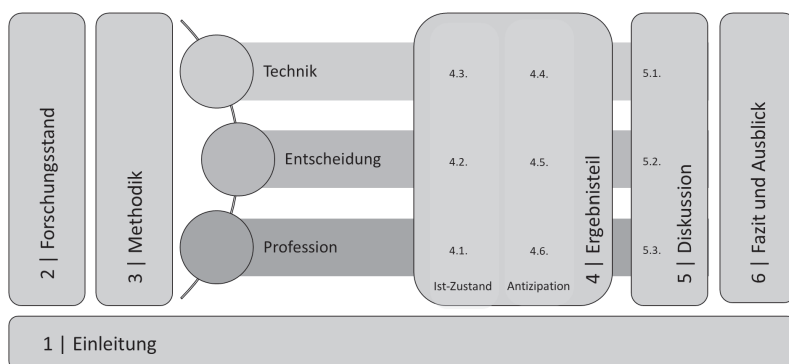 2 | Forschungsstand
3 | Methodik
Technik
Entscheidung
Profession
4.3.
4.4.
4.2.
4.5.
4.1.
4.6.
Ist-Zustand
Antizipation
4 | Ergebnisteil
5.1.
5.2.
5.3.
5 | Diskussion
6 | Fazit und Ausblick
1 | Einleitung